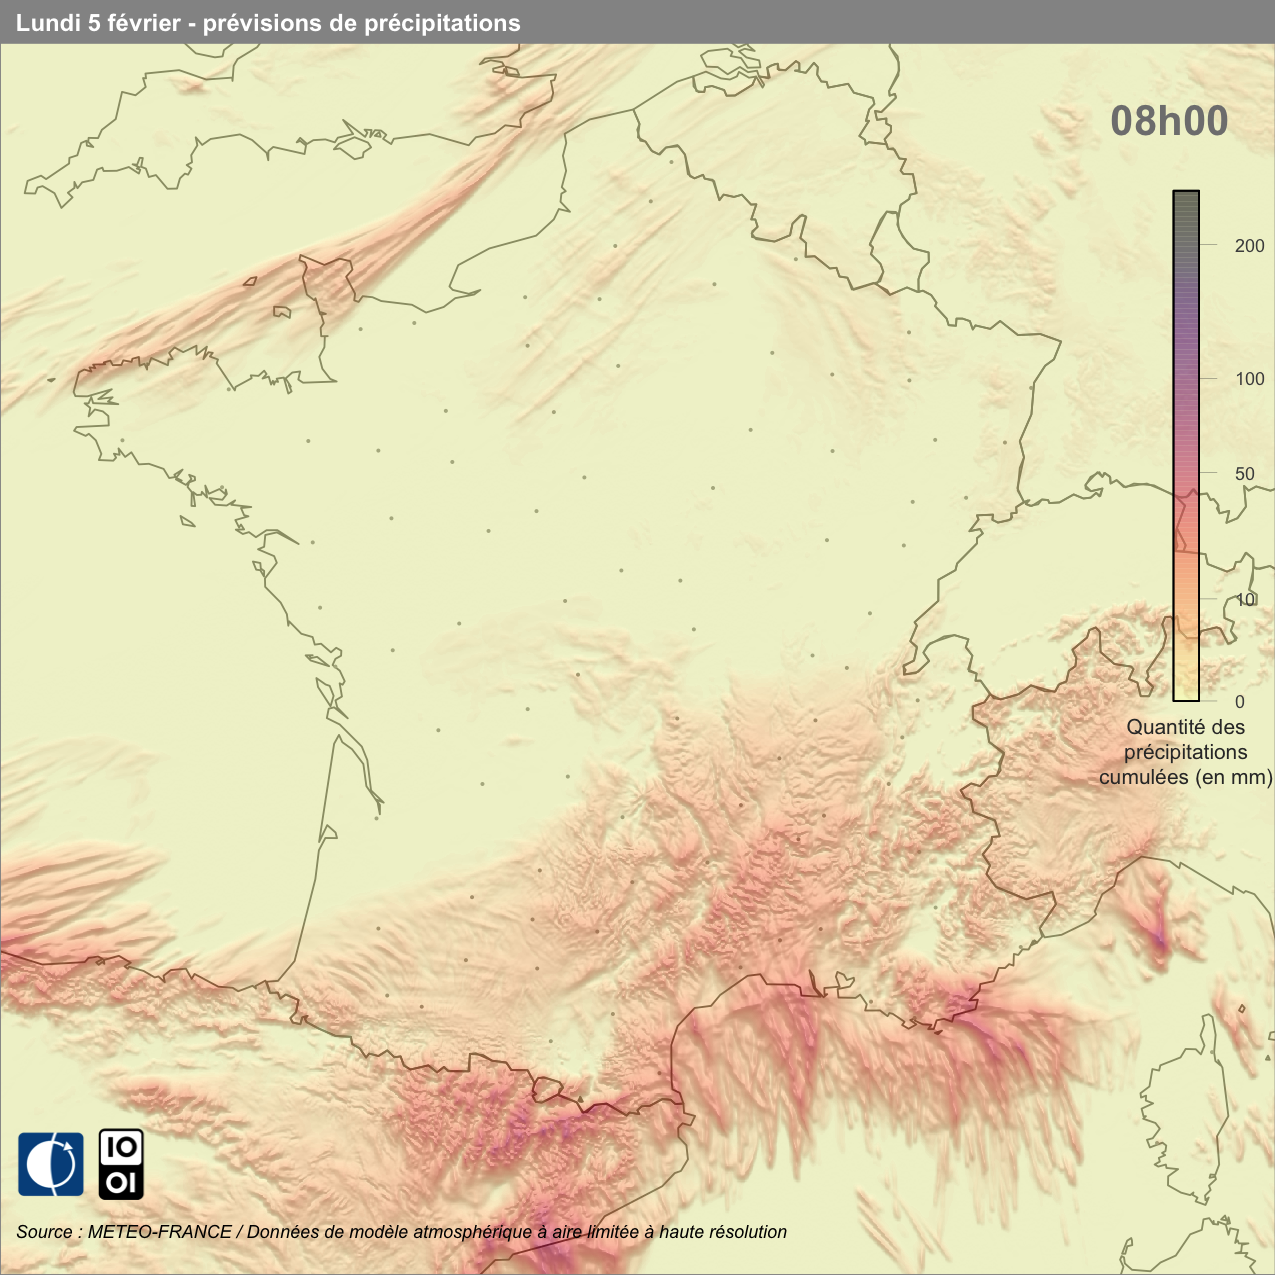 Lundi 5 février - prévisions de précipitations
08h00
200
100
50
10
0
Quantité des
précipitations
cumulées (en mm)
IO
OI
Source : METEO-FRANCE / Données de modèle atmosphérique à aire limitée à haute résolution